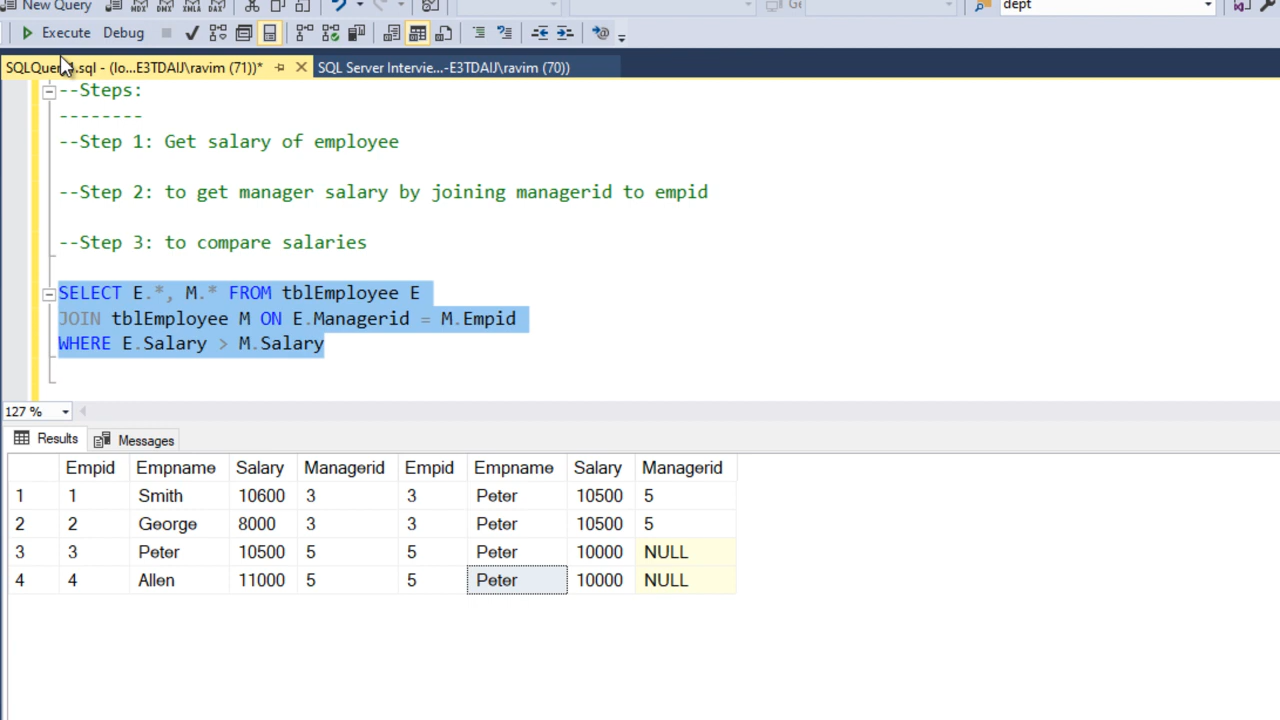 New Query
dept
Execute Debug
SQLQue .sql - (lo...E3TDAIJ\ravim (71))* SQL Server Intervie...-E3TDAIJ\ravim (70))
--Steps:
--------
--Step 1: Get salary of employee
--Step 2: to get manager salary by joining managerid to empid
--Step 3: to compare salaries
SELECT E.*, M.* FROM tblEmployee E
JOIN tblEmployee M ON E.Managerid = M.Empid
WHERE E.Salary > M.Salary
127 %
Results Messages
Empid Empname Salary Managerid Empid Empname Salary Managerid
1 1 Smith 10600 3 3 Peter 10500 5
2 2 George 8000 3 3 Peter 10500 5
3 3 Peter 10500 5 5 Peter 10000 NULL
4 4 Allen 11000 5 5 Peter 10000 NULL